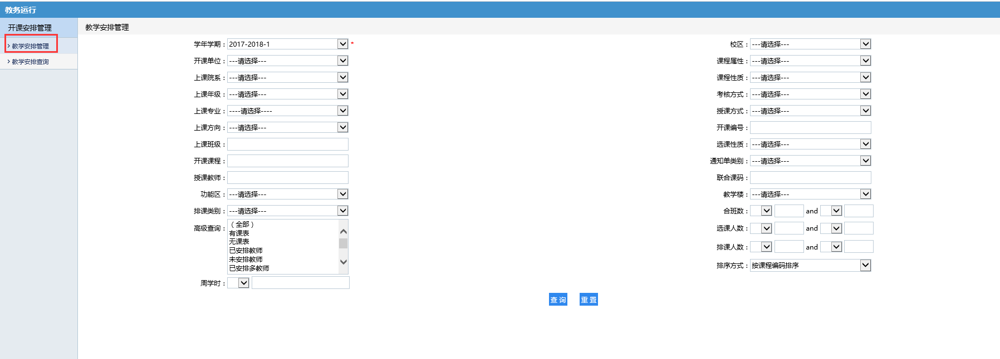 教务运行
开课安排管理
教学安排管理
教学安排查询
教学安排管理
学年学期： 2017-2018-1 *
校区： ---请选择---
开课单位： ---请选择---
课程属性： ---请选择---
上课院系： ---请选择---
课程性质： ---请选择---
上课年级： ---请选择---
考核方式： ---请选择---
上课专业： ----请选择----
授课方式： ---请选择---
上课方向： ---请选择---
开课编号：
上课班级：
选课性质： ---请选择---
开课课程：
通知单类别： ---请选择---
授课教师：
联合课码：
功能区： ---请选择---
教学楼： ---请选择---
排课类别： ---请选择---
合班数： and
高级查询：
（全部）
有课表
无课表
已安排教师
未安排教师
已安排多教师
选课人数： and
排课人数： and
排序方式： 按课程编码排序
周学时：
查 询 重 置